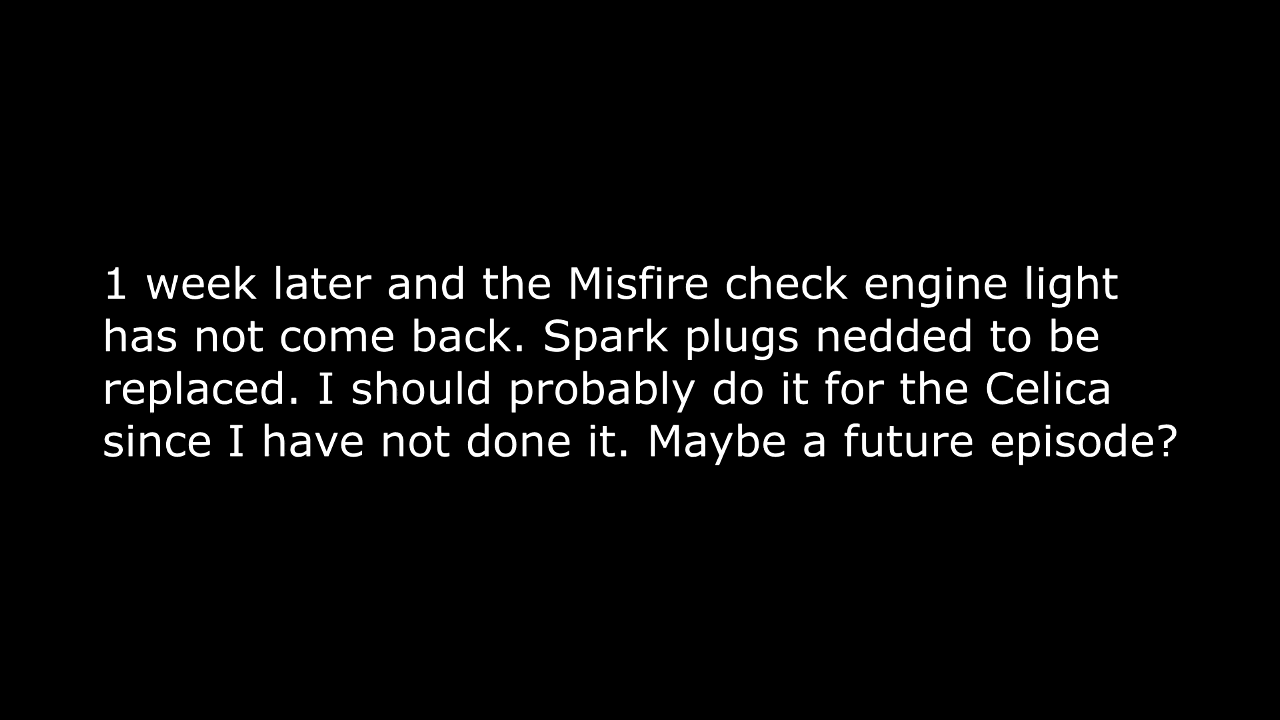 1 week later and the Misfire check engine light
has not come back. Spark plugs nedded to be
replaced. I should probably do it for the Celica
since I have not done it. Maybe a future episode?